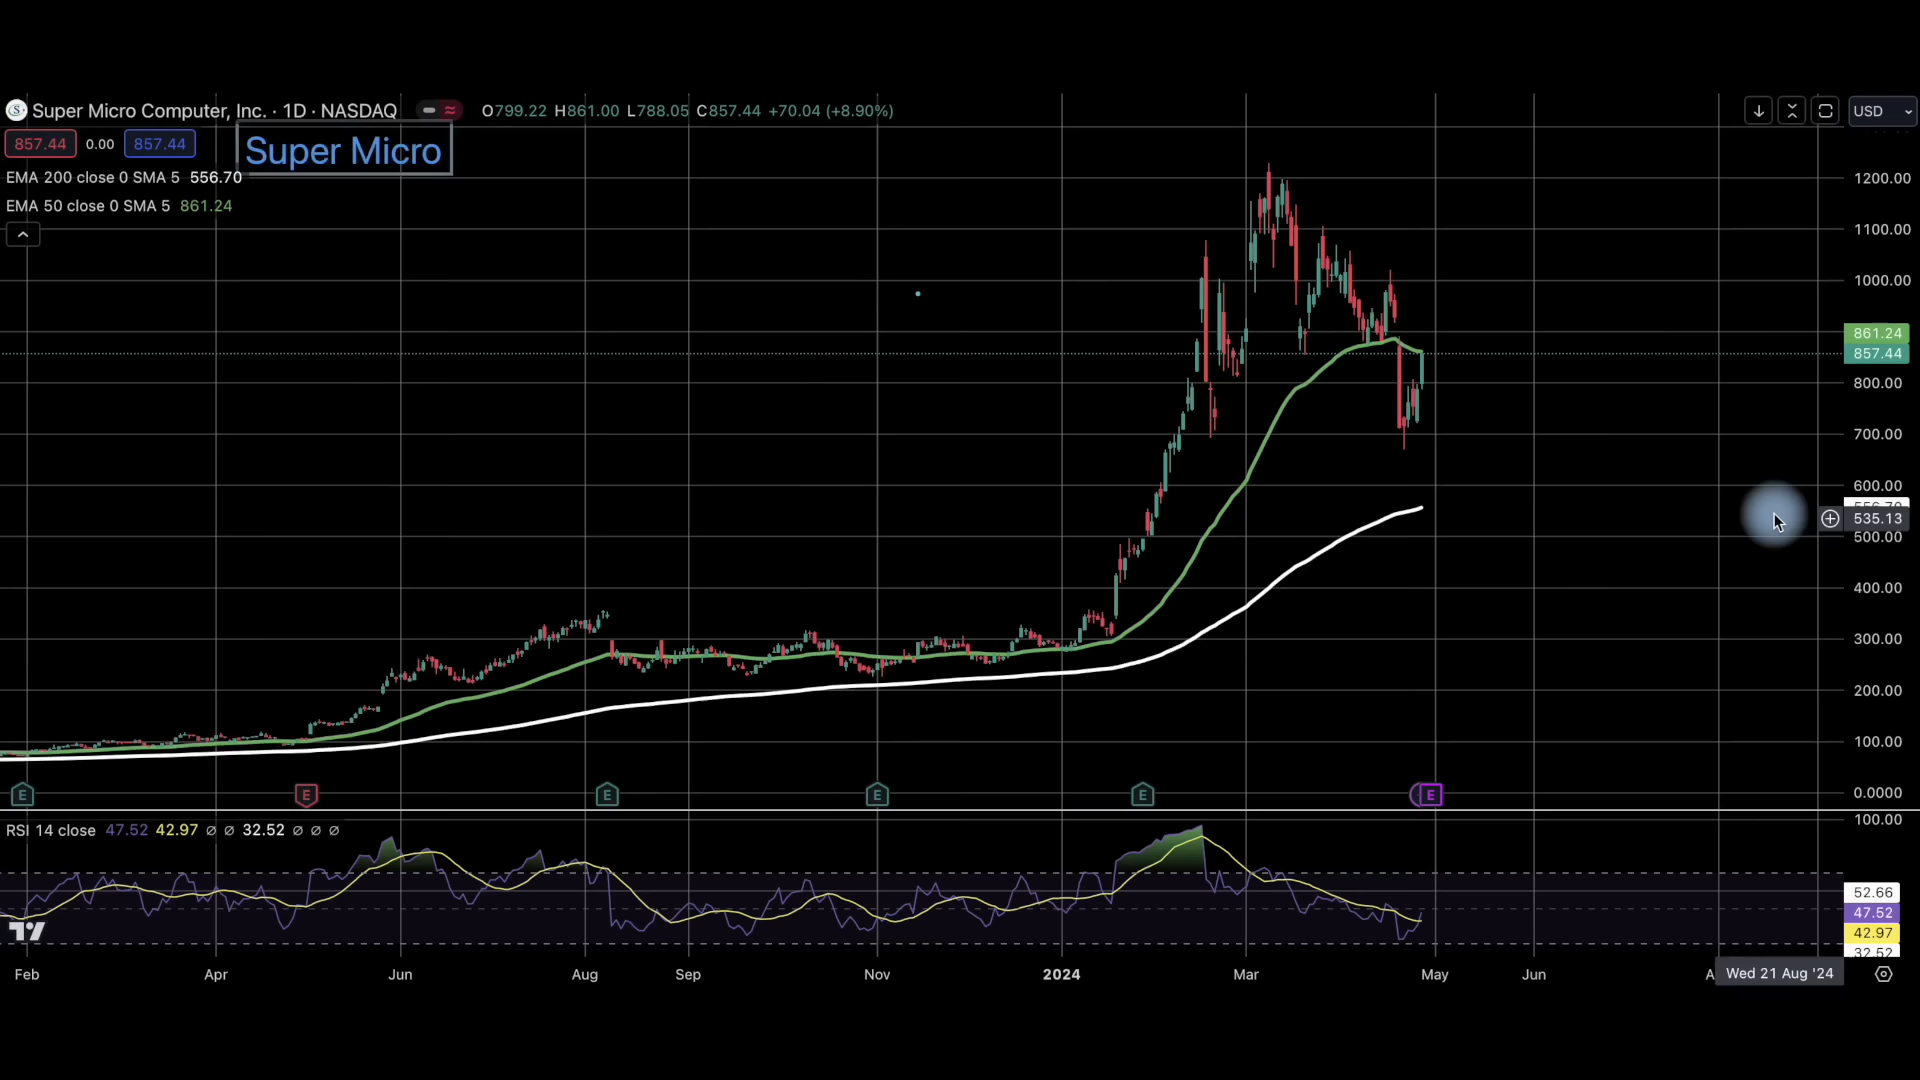 Super Micro Computer, Inc. · 1D · NASDAQ O799.22 H861.00 L788.05 C857.44 +70.04 (+8.90%) USD
857.44 0.00 857.44
Super Micro
EMA 200 close 0 SMA 5 556.70
EMA 50 close 0 SMA 5 861.24
1200.00
1100.00
1000.00
861.24
857.44
800.00
700.00
600.00
535.13
500.00
400.00
300.00
200.00
100.00
0.0000
E E E E E E
RSI 14 close 47.52 42.97 ∅ ∅ 32.52 ∅ ∅ ∅
100.00
52.66
47.52
42.97
32.52
Feb Apr Jun Aug Sep Nov 2024 Mar May Jun Wed 21 Aug '24